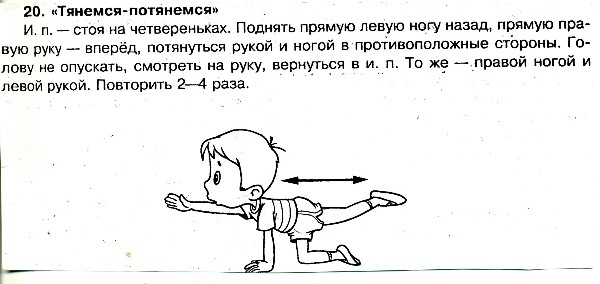 20. «Тянемся-потянемся»
И. п. — стоя на четвереньках. Поднять прямую левую ногу назад, прямую пра-
вую руку — вперёд, потянуться рукой и ногой в противоположные стороны. Го-
лову не опускать, смотреть на руку, вернуться в и. п. То же — правой ногой и
левой рукой. Повторить 2—4 раза.